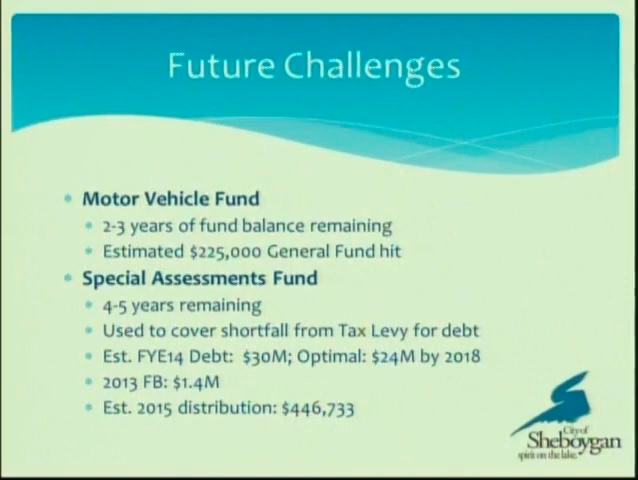 Future Challenges
Motor Vehicle Fund
2-3 years of fund balance remaining
Estimated $225,000 General Fund hit
Special Assessments Fund
4-5 years remaining
Used to cover shortfall from Tax Levy for debt
Est. FYE14 Debt: $30M; Optimal: $24M by 2018
2013 FB: $1.4M
Est. 2015 distribution: $446,733
City of
Sheboygan
spirit on the lake.